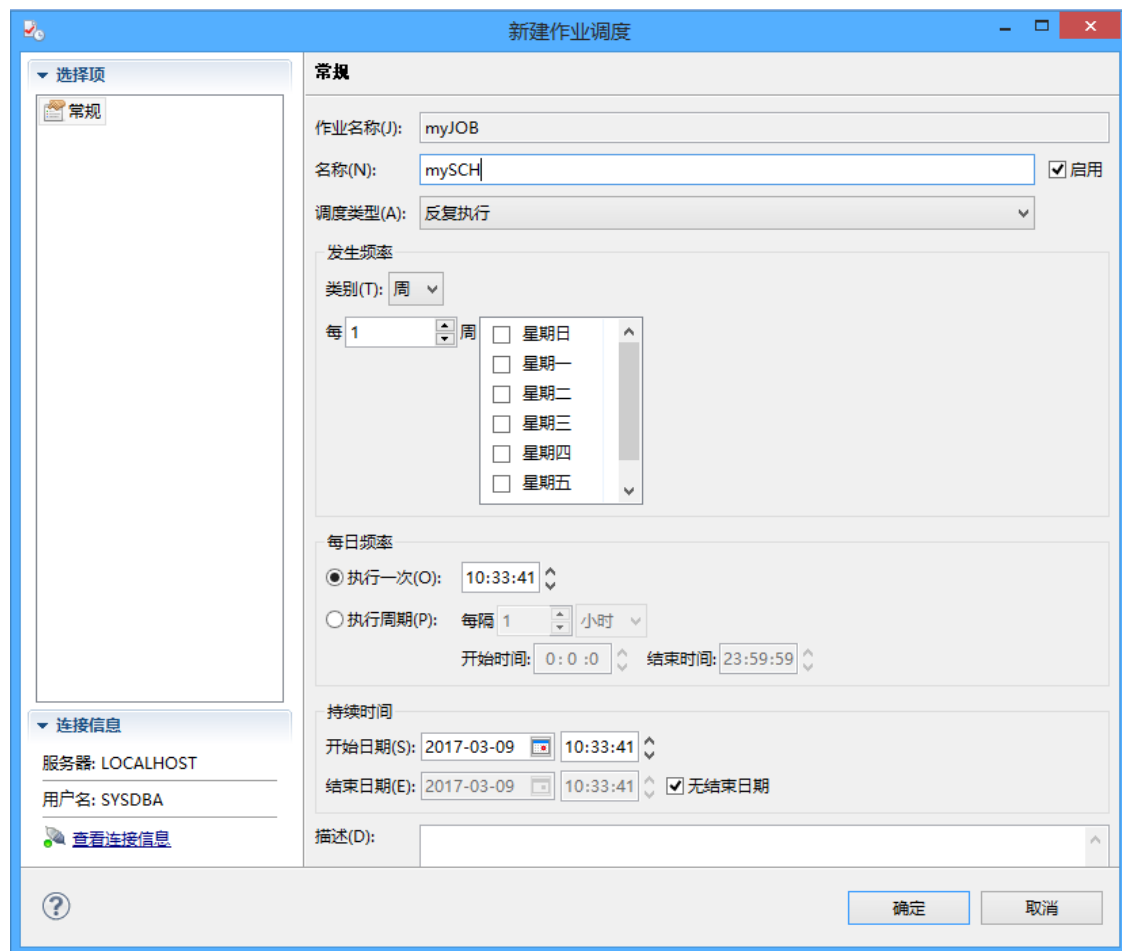 新建作业调度
选择项
常规
连接信息
服务器: LOCALHOST
用户名: SYSDBA
查看连接信息
常规
作业名称(J): myJOB
名称(N): mySCH 启用
调度类型(A): 反复执行
发生频率
类别(T): 周
每 1 周
星期日
星期一
星期二
星期三
星期四
星期五
每日频率
执行一次(O): 10:33:41
执行周期(P): 每隔 1 小时
开始时间: 0:0:0 结束时间: 23:59:59
持续时间
开始日期(S): 2017-03-09 10:33:41
结束日期(E): 2017-03-09 10:33:41 无结束日期
描述(D):
确定 取消